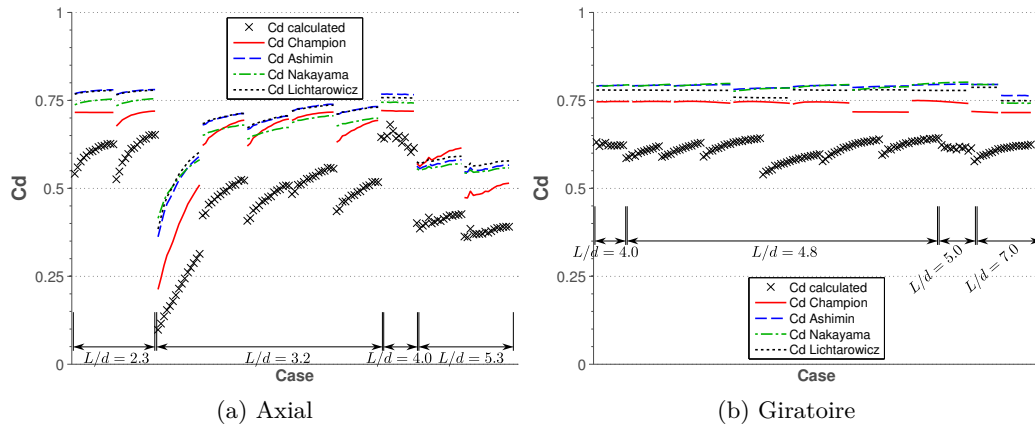 1
0.75
0.5
0.25
0
Cd
Cd calculated
Cd Champion
Cd Ashimin
Cd Nakayama
Cd Lichtarowicz
L/d = 2.3
L/d = 3.2
L/d = 4.0
L/d = 5.3
Case
(a) Axial
1
0.75
0.5
0.25
0
Cd
L/d = 4.0
L/d = 4.8
L/d = 5.0
L/d = 7.0
Cd calculated
Cd Champion
Cd Ashimin
Cd Nakayama
Cd Lichtarowicz
Case
(b) Giratoire